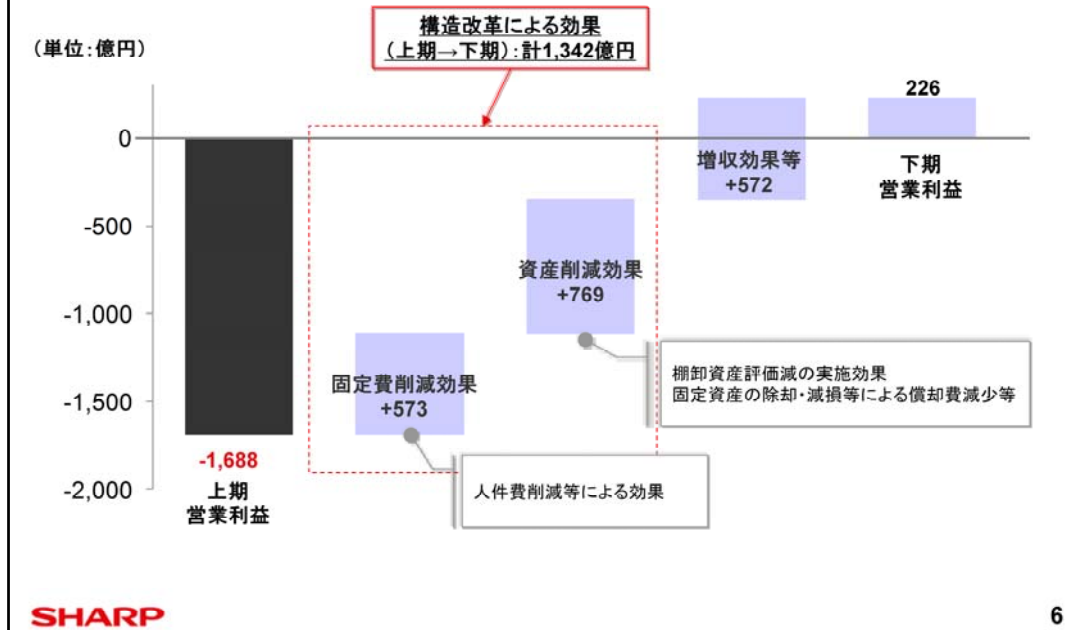 構造改革による効果
(上期→下期):計1,342億円
(単位:億円)
226
0
増収効果等
+572
下期
営業利益
-500
資産削減効果
+769
-1,000
棚卸資産評価減の実施効果
固定資産の除却・減損等による償却費減少等
固定費削減効果
+573
-1,500
-1,688
上期
営業利益
-2,000
人件費削減等による効果
SHARP
6